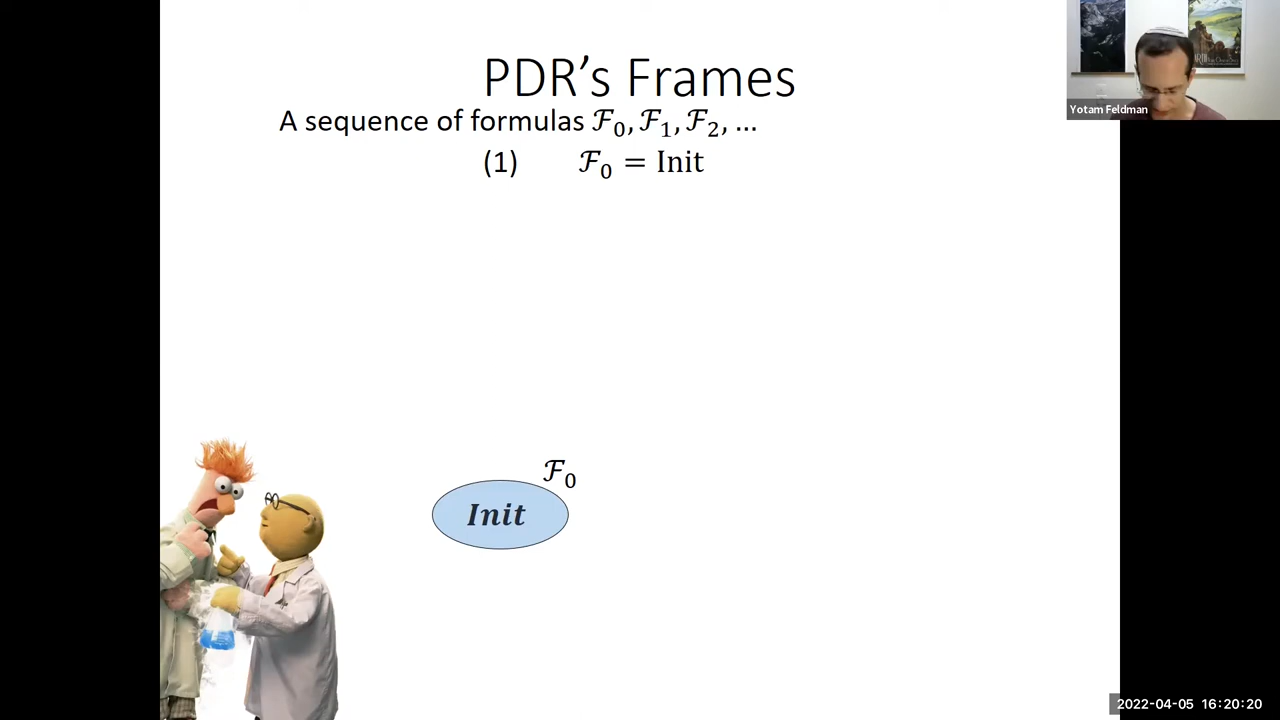 PDR's Frames
A sequence of formulas ℱ₀, ℱ₁, ℱ₂, ...
(1) ℱ₀ = Init
ℱ₀
Init
Yotam Feldman
2022-04-05 16:20:20